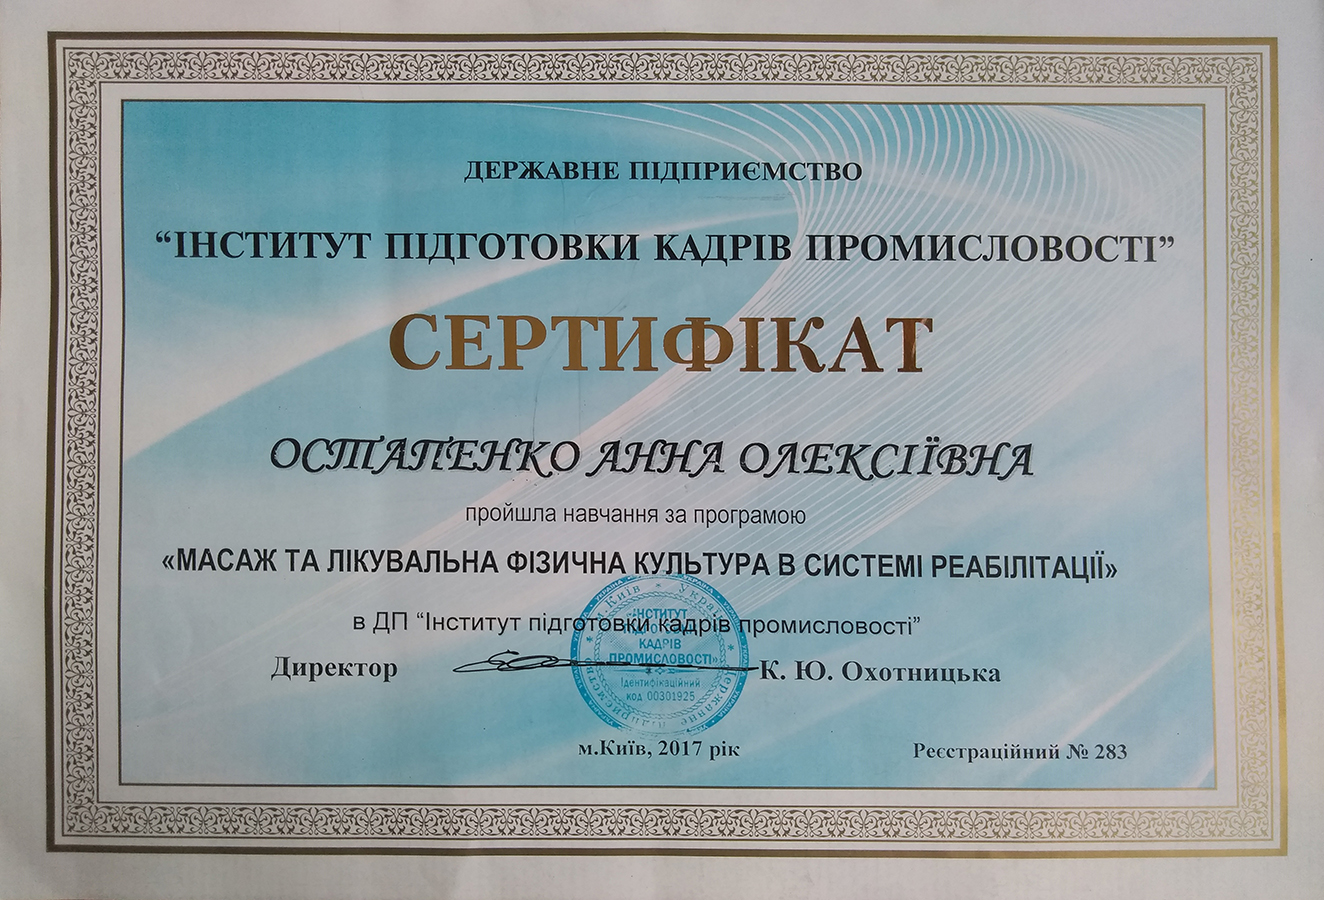 ДЕРЖАВНЕ ПІДПРИЄМСТВО
“ІНСТИТУТ ПІДГОТОВКИ КАДРІВ ПРОМИСЛОВОСТІ”
СЕРТИФІКАТ
ОСТАПЕНКО АННА ОЛЕКСІЇВНА
пройшла навчання за програмою
«МАСАЖ ТА ЛІКУВАЛЬНА ФІЗИЧНА КУЛЬТУРА В СИСТЕМІ РЕАБІЛІТАЦІЇ»
в ДП “Інститут підготовки кадрів промисловості”
Директор
К. Ю. Охотницька
м.Київ * Україна * Державне підприємство *
ІНСТИТУТ
КАДРІВ
ПРОМИСЛОВОСТІ»
Ідентифікаційний
код 00301925
м.Київ, 2017 рік
Реєстраційний № 283